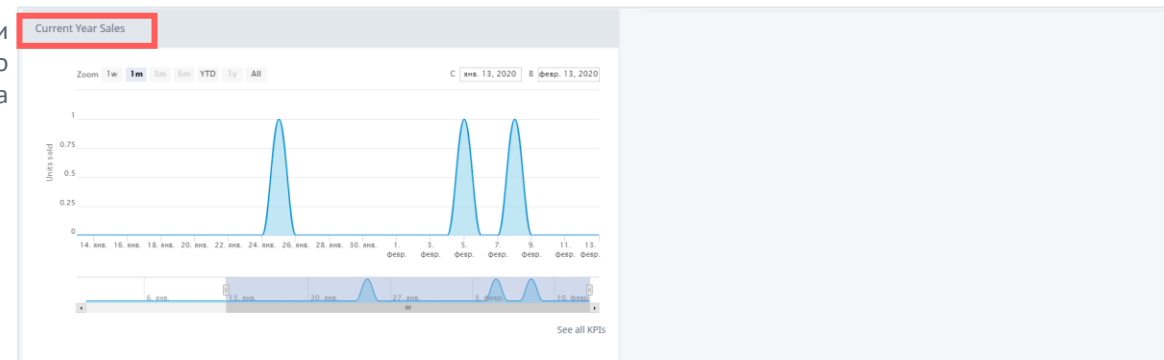 и
Current Year Sales
о
а
Zoom 1w 1m 3m 6m YTD 1y All С янв. 13, 2020 В февр. 13, 2020
Units sold
1
0.75
0.5
0.25
0
14. янв. 16. янв. 18. янв. 20. янв. 22. янв. 24. янв. 26. янв. 28. янв. 30. янв. 1. февр. 3. февр. 5. февр. 7. февр. 9. февр. 11. февр. 13. февр.
6. янв. 13. янв. 20. янв. 27. янв. 3. февр. 10. февр.
See all KPIs